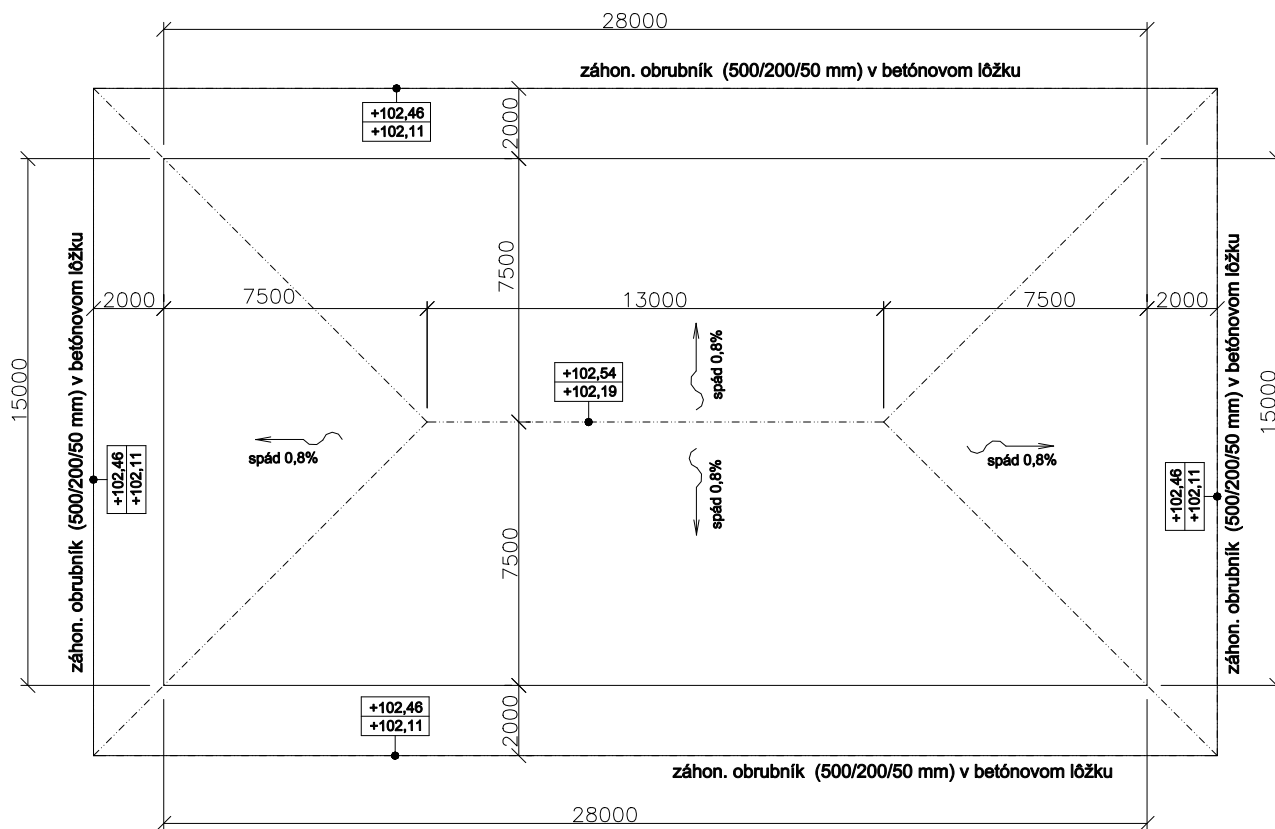 28000
záhon. obrubník (500/200/50 mm) v betónovom lôžku
+102,46
+102,11
2000
7500
2000
7500
13000
7500
2000
15000
záhon. obrubník (500/200/50 mm) v betónovom lôžku
spád 0,8%
+102,54
+102,19
spád 0,8%
+102,46
+102,11
spád 0,8%
spád 0,8%
+102,46
+102,11
záhon. obrubník (500/200/50 mm) v betónovom lôžku
15000
7500
+102,46
+102,11
2000
záhon. obrubník (500/200/50 mm) v betónovom lôžku
28000